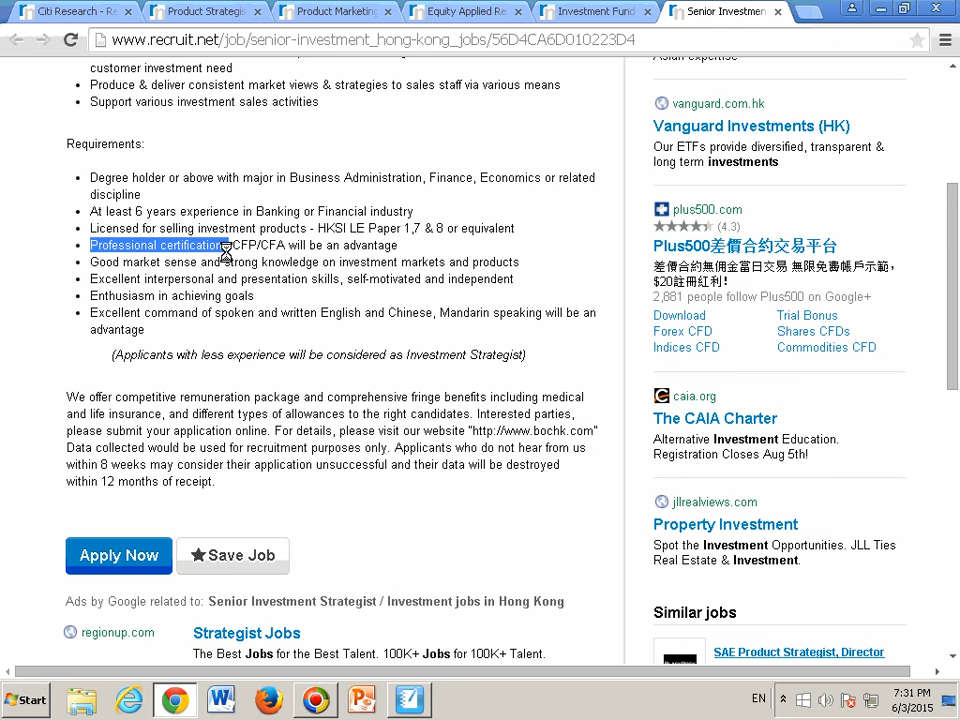 Citi Research - Re
Product Strategis
Product Marketing
Equity Applied Re
Investment Fund
Senior Investmen
www.recruit.net/job/senior-investment_hong-kong_jobs/56D4CA6D010223D4
customer investment need
Produce & deliver consistent market views & strategies to sales staff via various means
Support various investment sales activities
Requirements:
Degree holder or above with major in Business Administration, Finance, Economics or related
discipline
At least 6 years experience in Banking or Financial industry
Licensed for selling investment products - HKSI LE Paper 1,7 & 8 or equivalent
Professional certification CFP/CFA will be an advantage
Good market sense and strong knowledge on investment markets and products
Excellent interpersonal and presentation skills, self-motivated and independent
Enthusiasm in achieving goals
Excellent command of spoken and written English and Chinese, Mandarin speaking will be an
advantage
(Applicants with less experience will be considered as Investment Strategist)
We offer competitive remuneration package and comprehensive fringe benefits including medical
and life insurance, and different types of allowances to the right candidates. Interested parties,
please submit your application online. For details, please visit our website "http://www.bochk.com"
Data collected would be used for recruitment purposes only. Applicants who do not hear from us
within 8 weeks may consider their application unsuccessful and their data will be destroyed
within 12 months of receipt.
Apply Now
Save Job
Ads by Google related to: Senior Investment Strategist / Investment jobs in Hong Kong
regionup.com
Strategist Jobs
The Best Jobs for the Best Talent. 100K+ Jobs for 100K+ Talent.
Asian expertise
vanguard.com.hk
Vanguard Investments (HK)
Our ETFs provide diversified, transparent &
long term investments
plus500.com
(4.3)
Plus500差價合約交易平台
差價合約無佣金當日交易 無限免壽帳戶示範,
$20註冊紅利!
2,881 people follow Plus500 on Google+
Download
Trial Bonus
Forex CFD
Shares CFDs
Indices CFD
Commodities CFD
caia.org
The CAIA Charter
Alternative Investment Education.
Registration Closes Aug 5th!
jllrealviews.com
Property Investment
Spot the Investment Opportunities. JLL Ties
Real Estate & Investment.
Similar jobs
SAE Product Strategist, Director
Start
EN
7:31 PM
6/3/2015